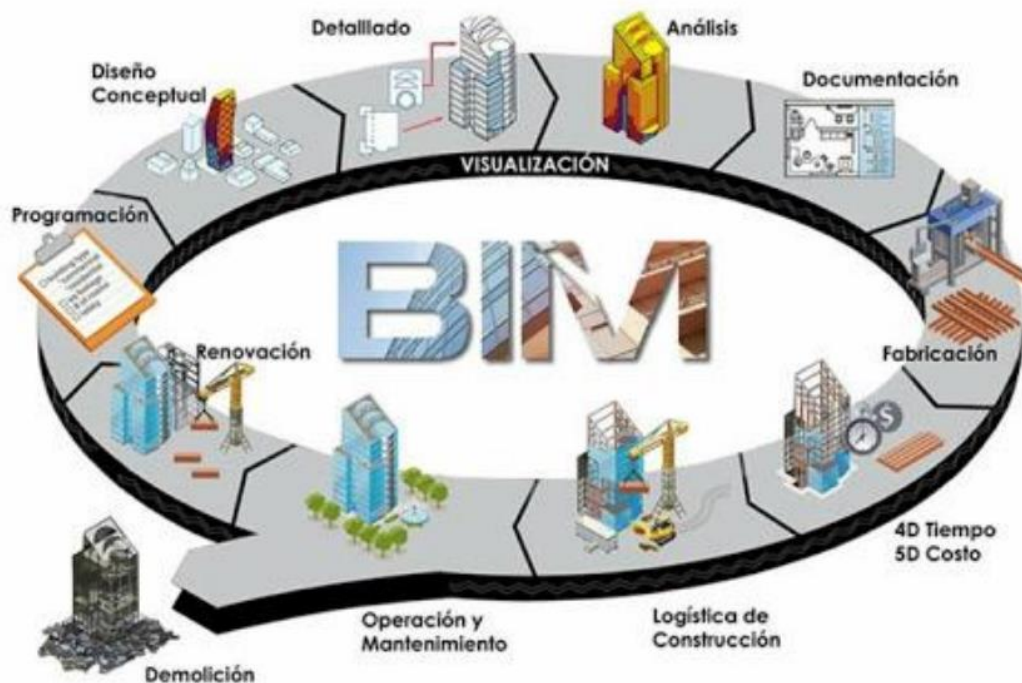 Detalllado
Análisis
Diseño
Conceptual
Documentación
VISUALIZACIÓN
Programación
BIM
Renovación
Fabricación
4D Tiempo
5D Costo
Operación y
Mantenimiento
Logística de
Construcción
Demolición